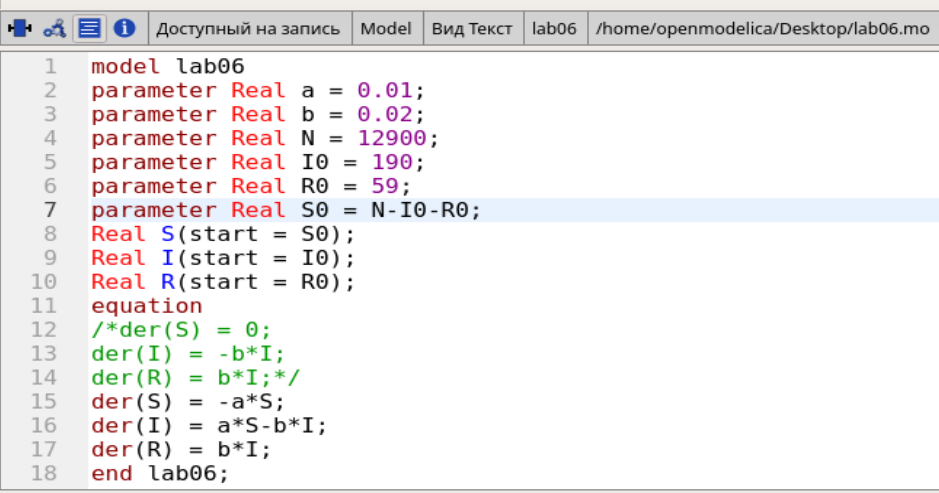 Доступный на запись Model Вид Текст lab06 /home/openmodelica/Desktop/lab06.mo
1 model lab06
2 parameter Real a = 0.01;
3 parameter Real b = 0.02;
4 parameter Real N = 12900;
5 parameter Real I0 = 190;
6 parameter Real R0 = 59;
7 parameter Real S0 = N-I0-R0;
8 Real S(start = S0);
9 Real I(start = I0);
10 Real R(start = R0);
11 equation
12 /*der(S) = 0;
13 der(I) = -b*I;
14 der(R) = b*I;*/
15 der(S) = -a*S;
16 der(I) = a*S-b*I;
17 der(R) = b*I;
18 end lab06;